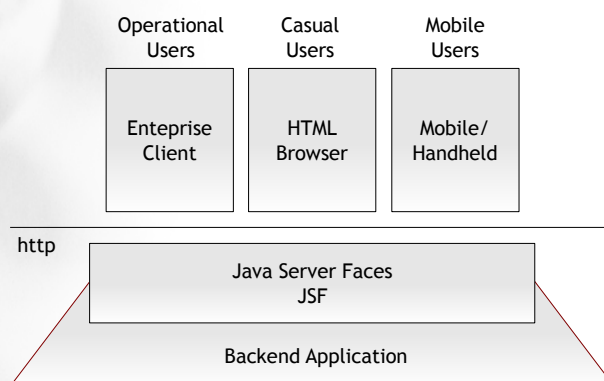 Operational
Users
Casual
Users
Mobile
Users
Enteprise
Client
HTML
Browser
Mobile/
Handheld
http
Java Server Faces
JSF
Backend Application